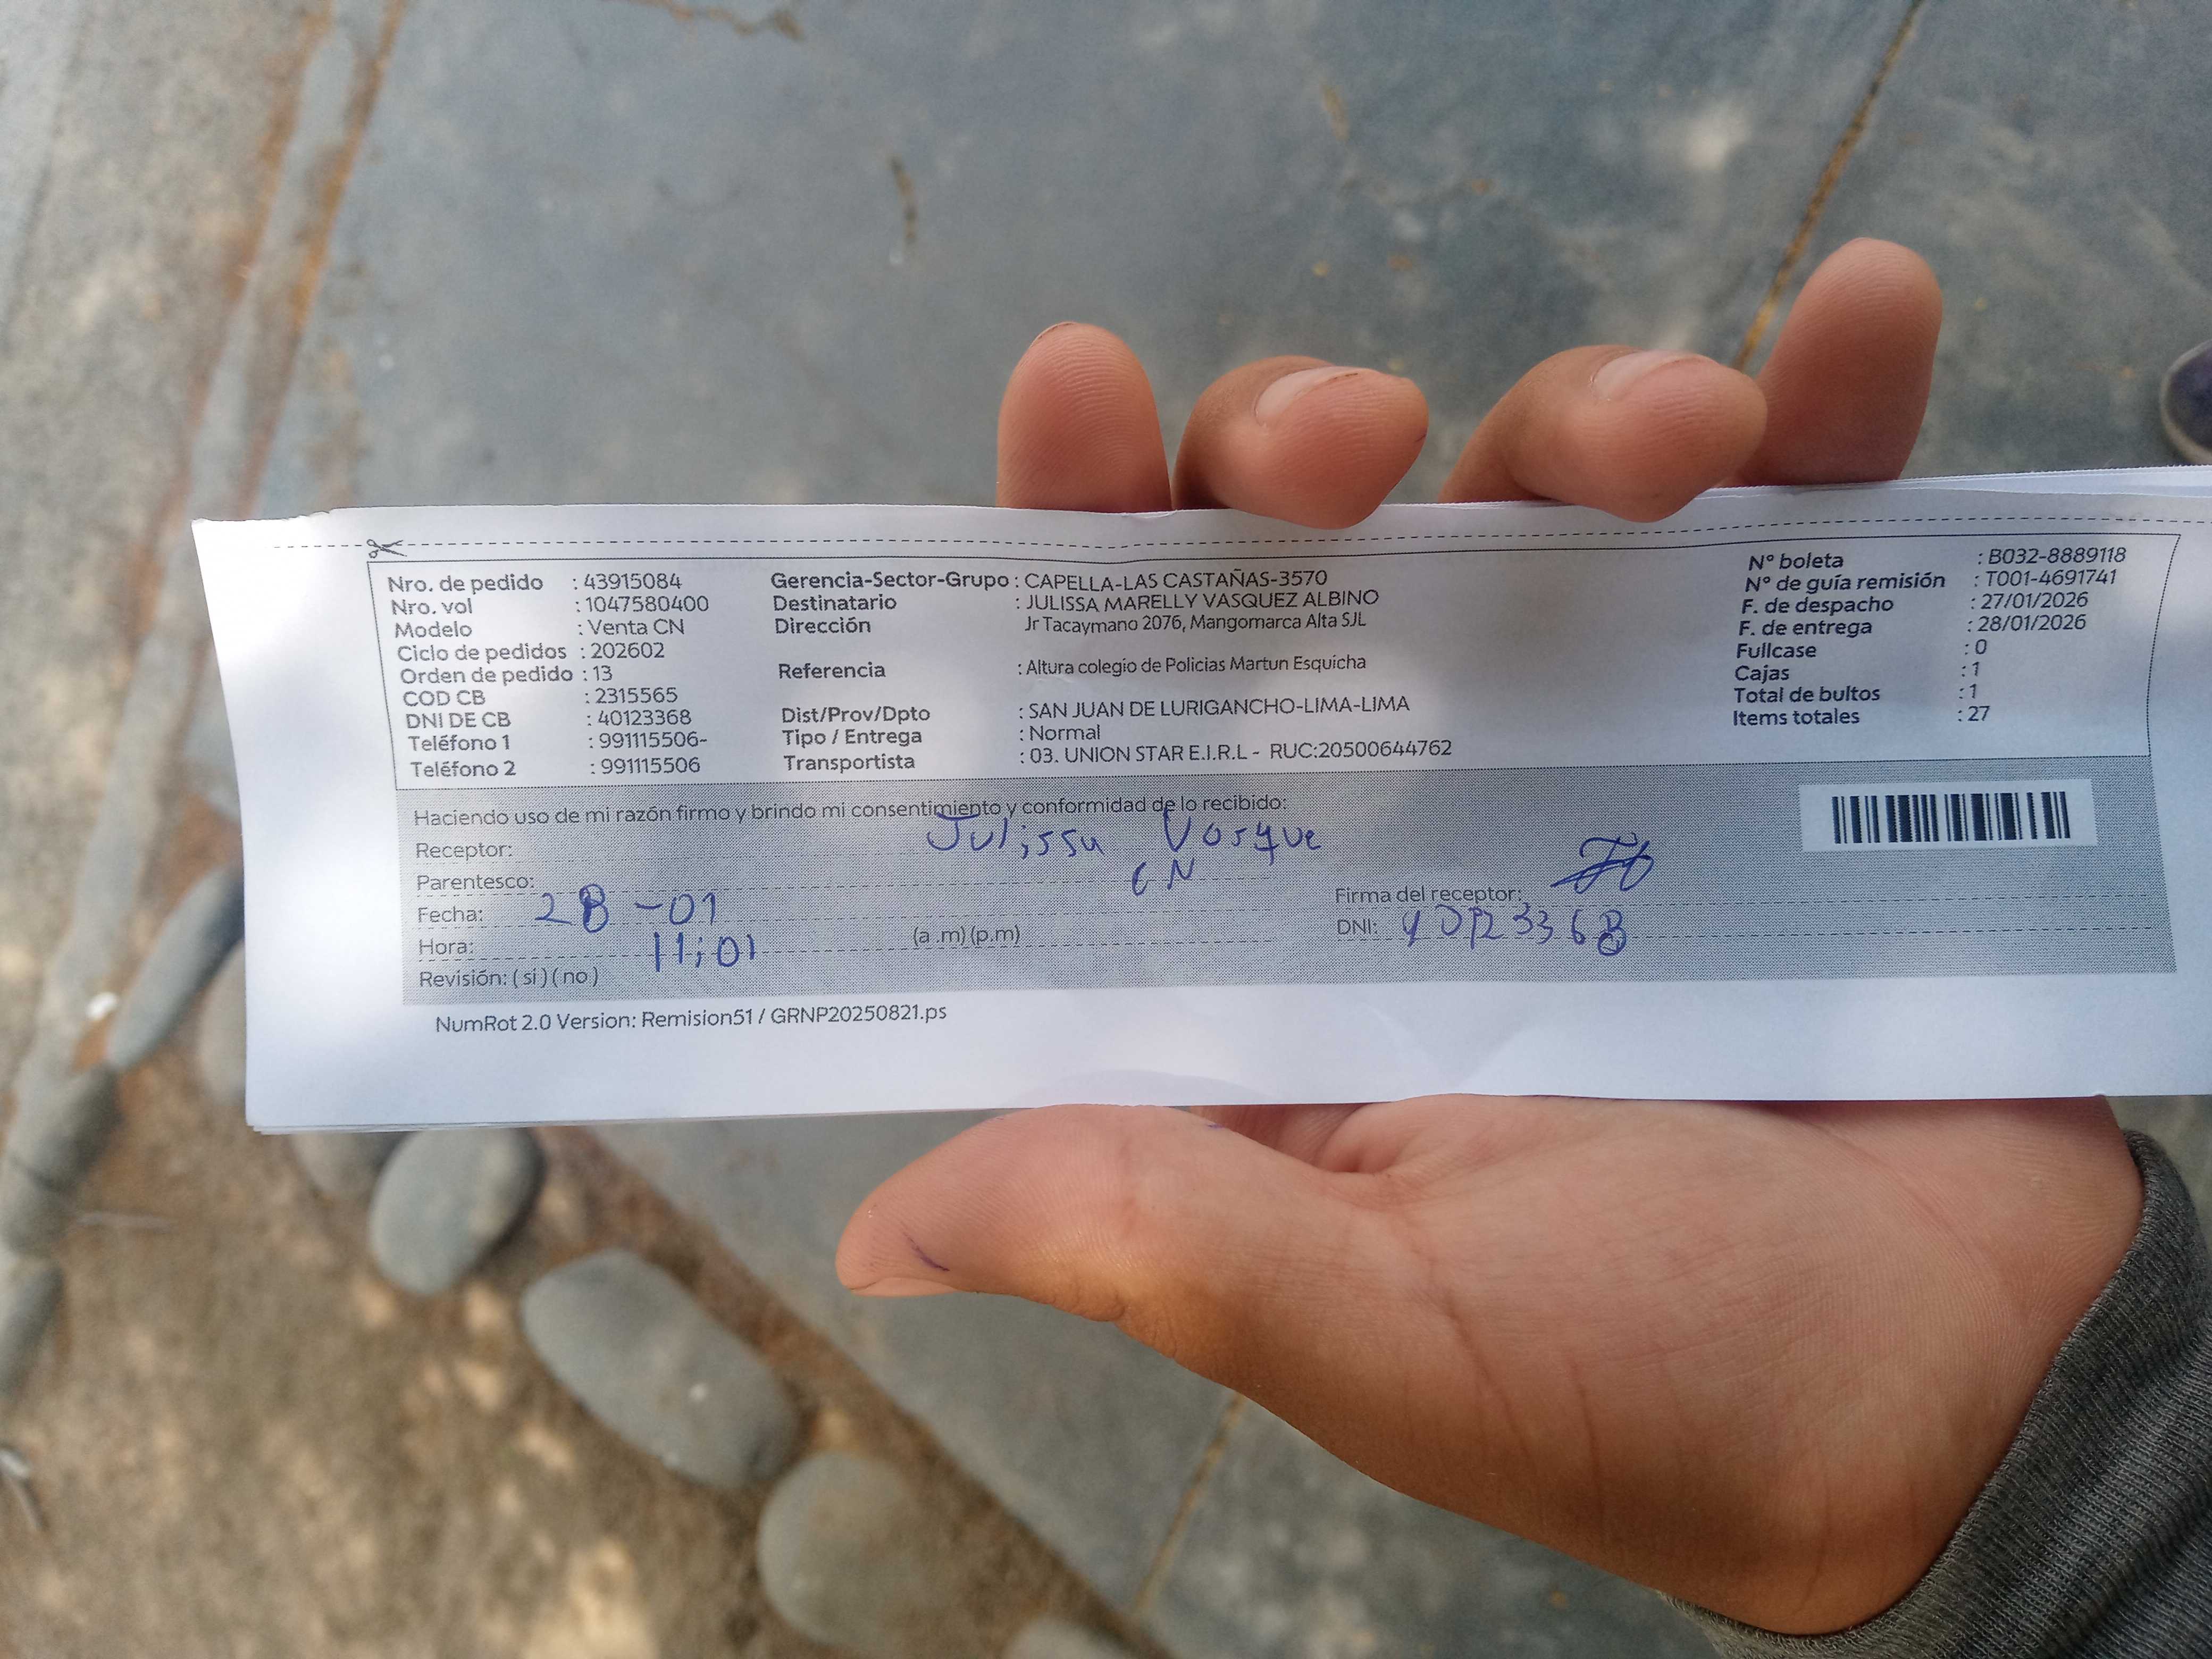 Nro. de pedido : 43915084
Nro. vol : 1047580400
Modelo : Venta CN
Ciclo de pedidos : 202602
Orden de pedido : 13
COD CB : 2315565
DNI DE CB : 40123368
Teléfono 1 : 991115506-
Teléfono 2 : 991115506
Gerencia-Sector-Grupo : CAPELLA-LAS CASTAÑAS-3570
Destinatario : JULISSA MARELLY VASQUEZ ALBINO
Dirección Jr Tacaymano 2076, Mangomarca Alta SJL
Referencia : Altura colegio de Policias Martun Esquicha
Dist/Prov/Dpto : SAN JUAN DE LURIGANCHO-LIMA-LIMA
Tipo / Entrega : Normal
Transportista : 03. UNION STAR E.I.R.L - RUC:20500644762
N° boleta : B032-8889118
N° de guía remisión : T001-4691741
F. de despacho : 27/01/2026
F. de entrega : 28/01/2026
Fullcase : 0
Cajas : 1
Total de bultos : 1
Items totales : 27
Haciendo uso de mi razón firmo y brindo mi consentimiento y conformidad de lo recibido:
Receptor: Julissa Vasque
Parentesco: CN
Fecha: 28-01
Hora: 11:01 (a .m) (p.m)
Revisión: ( si ) ( no )
Firma del receptor:
DNI: 40123368
NumRot 2.0 Version: Remision51 / GRNP20250821.ps